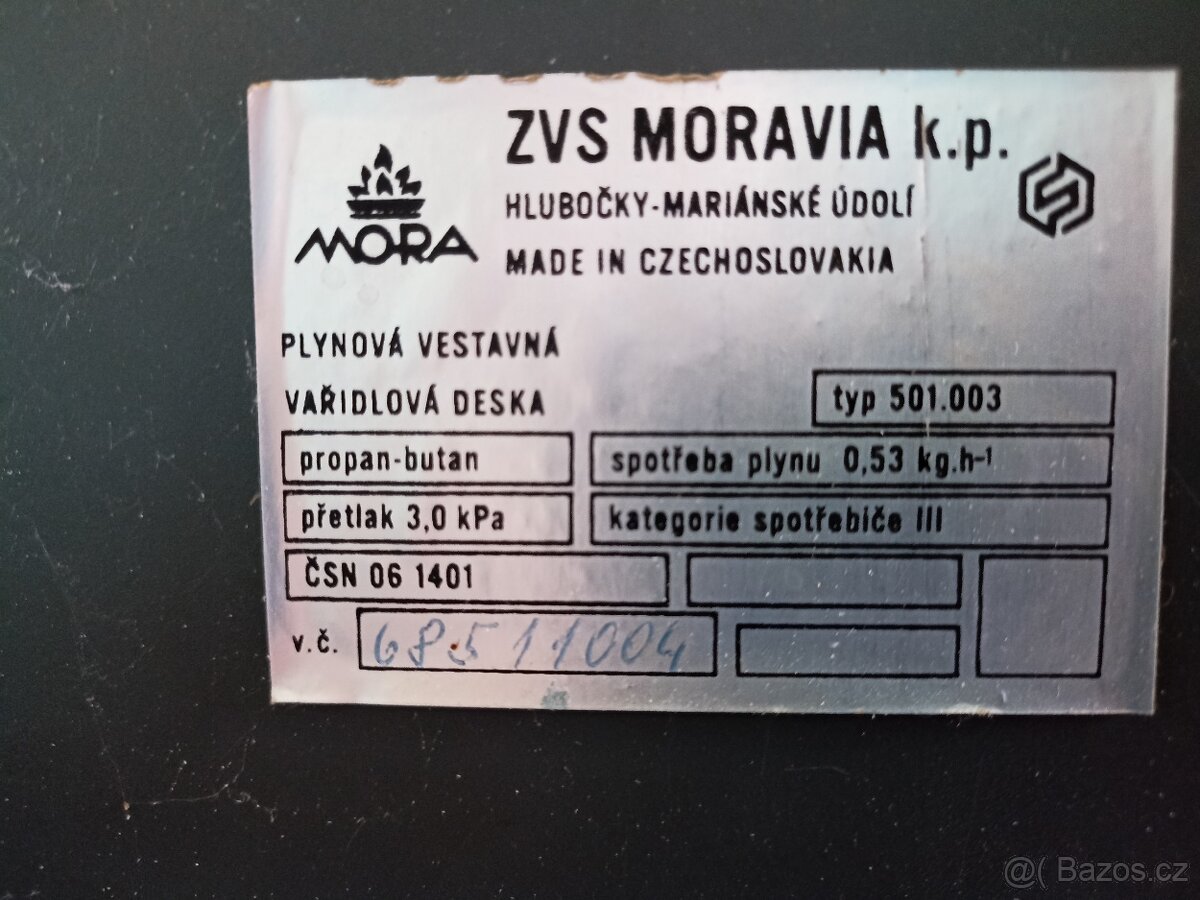 ZVS MORAVIA k.p.
MORA
HLUBOČKY-MARIÁNSKÉ ÚDOLÍ
MADE IN CZECHOSLOVAKIA
PLYNOVÁ VESTAVNÁ
VAŘIDLOVÁ DESKA
typ 501.003
propan-butan
spotřeba plynu 0,53 kg.h⁻¹
přetlak 3,0 kPa
kategorie spotřebiče III
ČSN 06 1401
v.č. 68511004
@( Bazos.cz